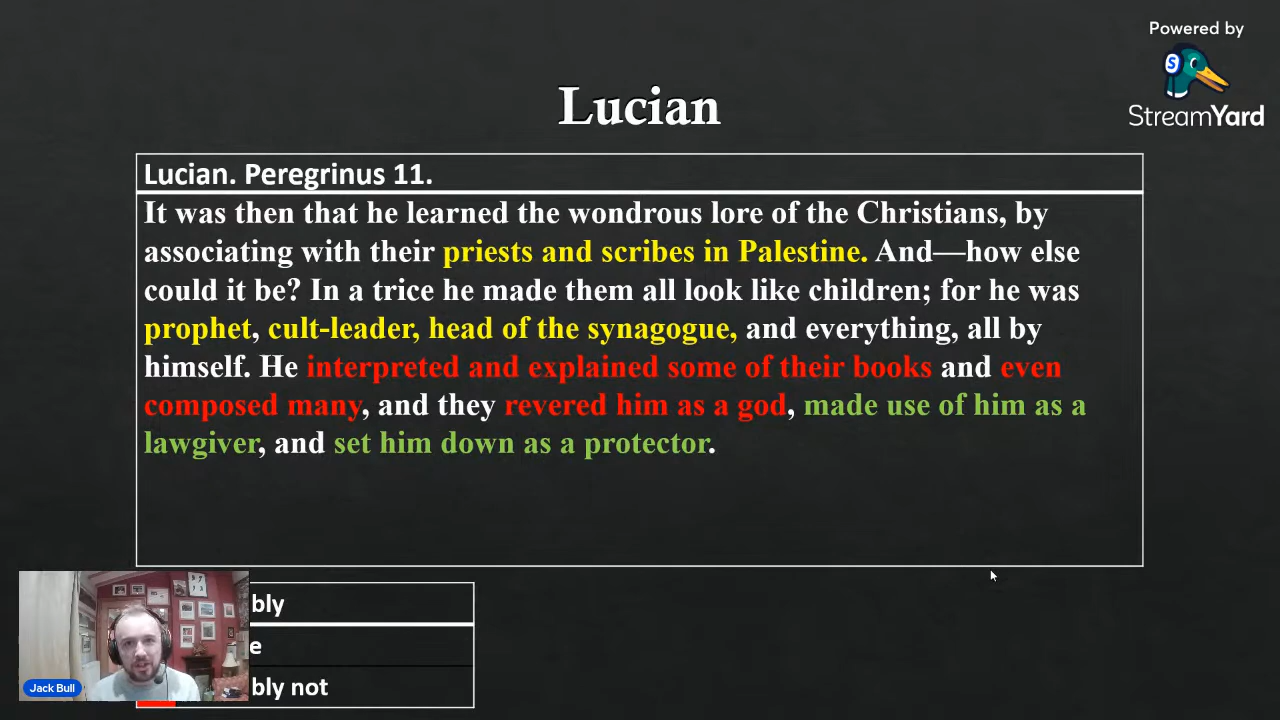 Powered by
StreamYard
Lucian
Lucian. Peregrinus 11.
It was then that he learned the wondrous lore of the Christians, by
associating with their priests and scribes in Palestine. And—how else
could it be? In a trice he made them all look like children; for he was
prophet, cult-leader, head of the synagogue, and everything, all by
himself. He interpreted and explained some of their books and even
composed many, and they revered him as a god, made use of him as a
lawgiver, and set him down as a protector.
not
Jack Bull